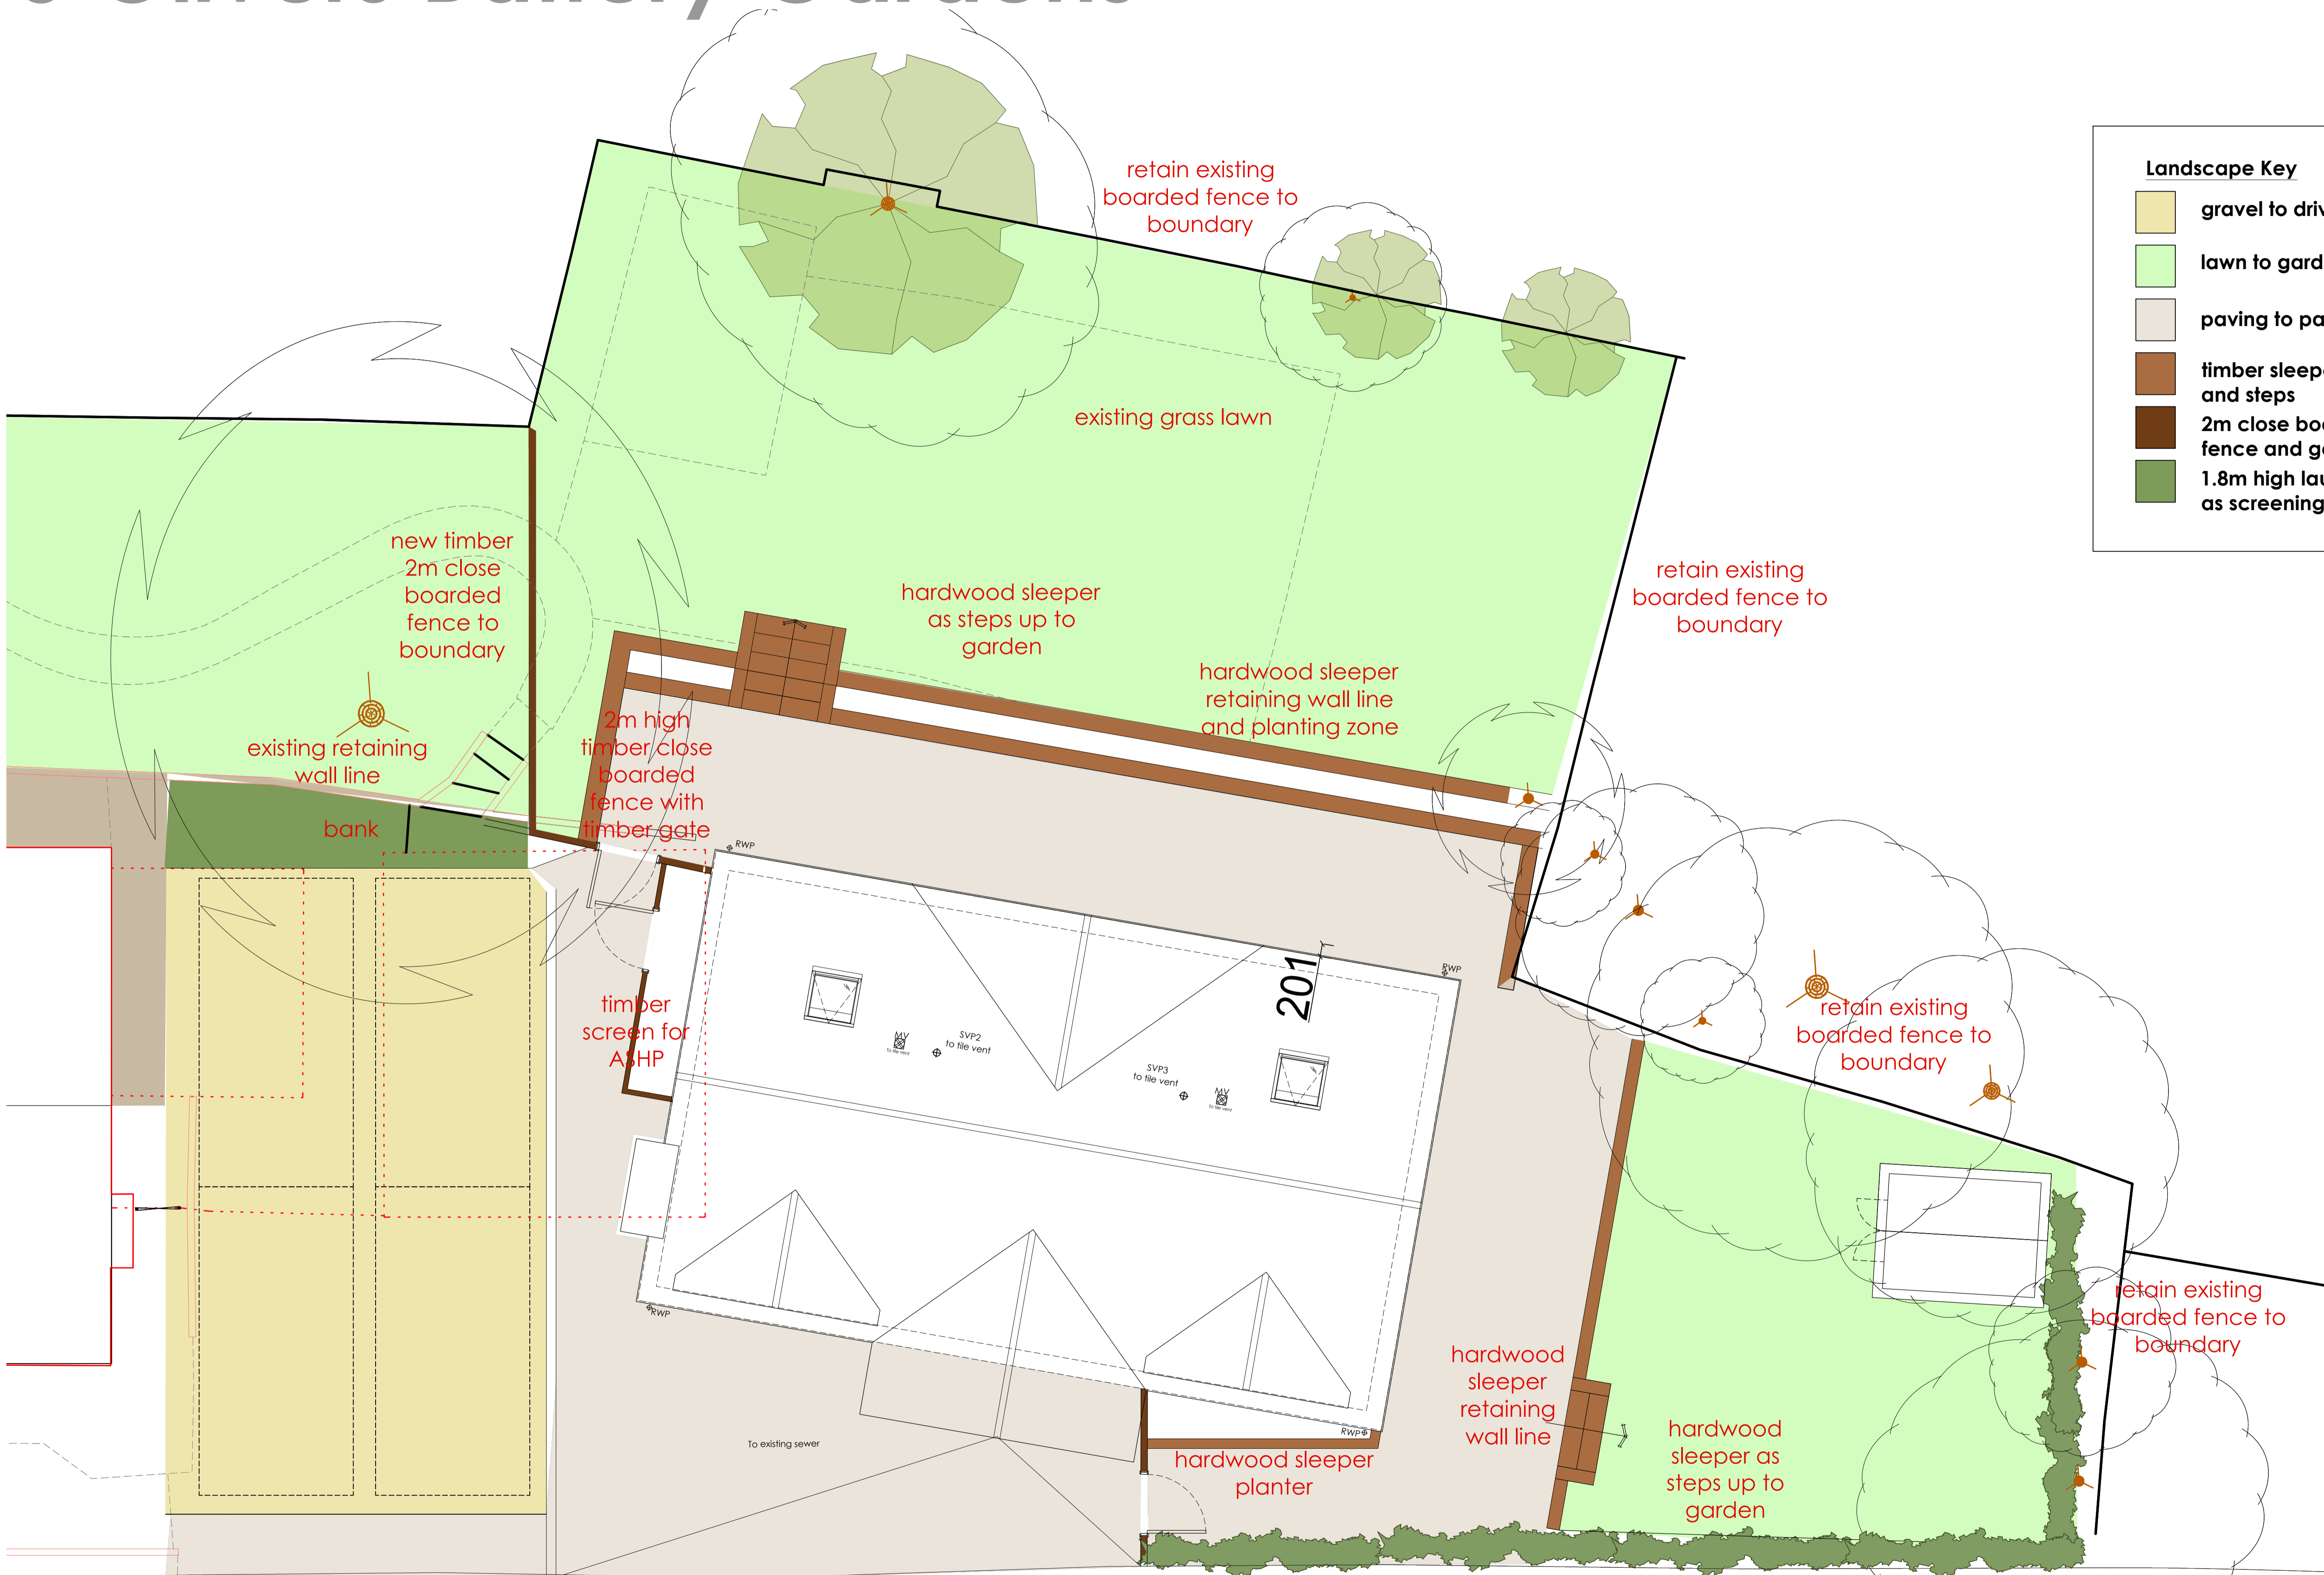 Battery Gardens
retain existing
boarded fence to
boundary
Landscape Key
gravel to
lawn to
paving to
timber
and steps
2m close
fence and
1.8m high
as screening
existing grass lawn
new timber
2m close
boarded
fence to
boundary
retain existing
boarded fence to
boundary
hardwood sleeper
as steps up to
garden
hardwood sleeper
retaining wall line
and planting zone
2m high
timber close
boarded
fence with
timber gate
existing retaining
wall line
bank
RWP
RWP
201
timber
screen for
ASHP
MV
To tile vent
SVP2
to tile vent
SVP3
to tile vent
MV
To tile vent
retain existing
boarded fence to
boundary
retain existing
boarded fence to
boundary
RWP
hardwood
sleeper
retaining
wall line
RWP
To existing sewer
hardwood sleeper
planter
hardwood
sleeper as
steps up to
garden